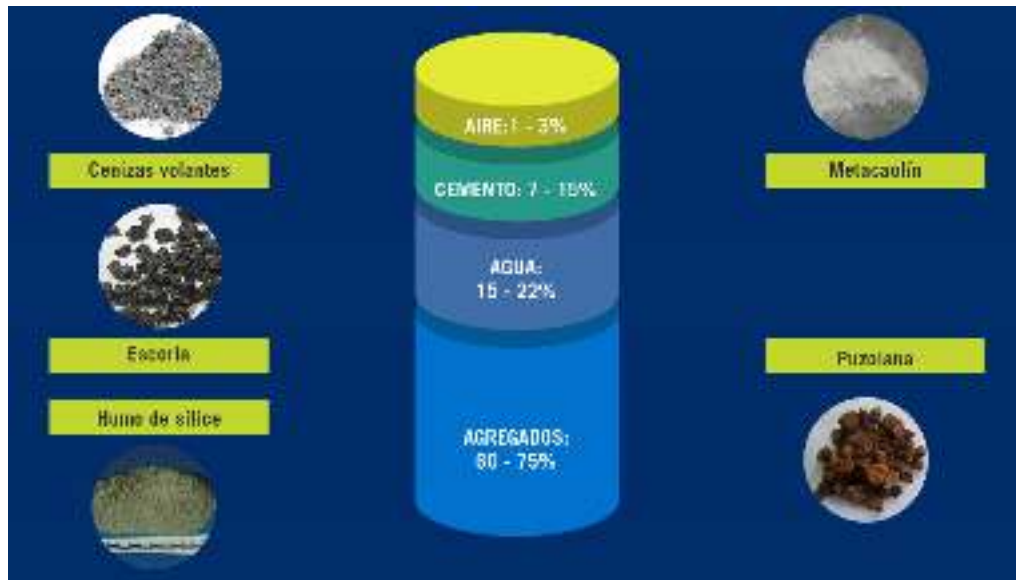 Cenizas volantes
Escoria
Humo de sílice
AIRE: 1 - 3%
CEMENTO: 7 - 15%
AGUA:
15 - 22%
AGREGADOS:
60 - 75%
Metacaolín
Puzolana